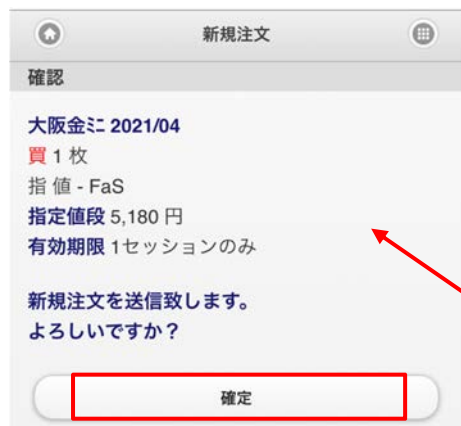 新規注文
確認
大阪金ミニ 2021/04
買 1 枚
指 値 - FaS
指定値段 5,180 円
有効期限 1セッションのみ
新規注文を送信致します。
よろしいですか？
確定